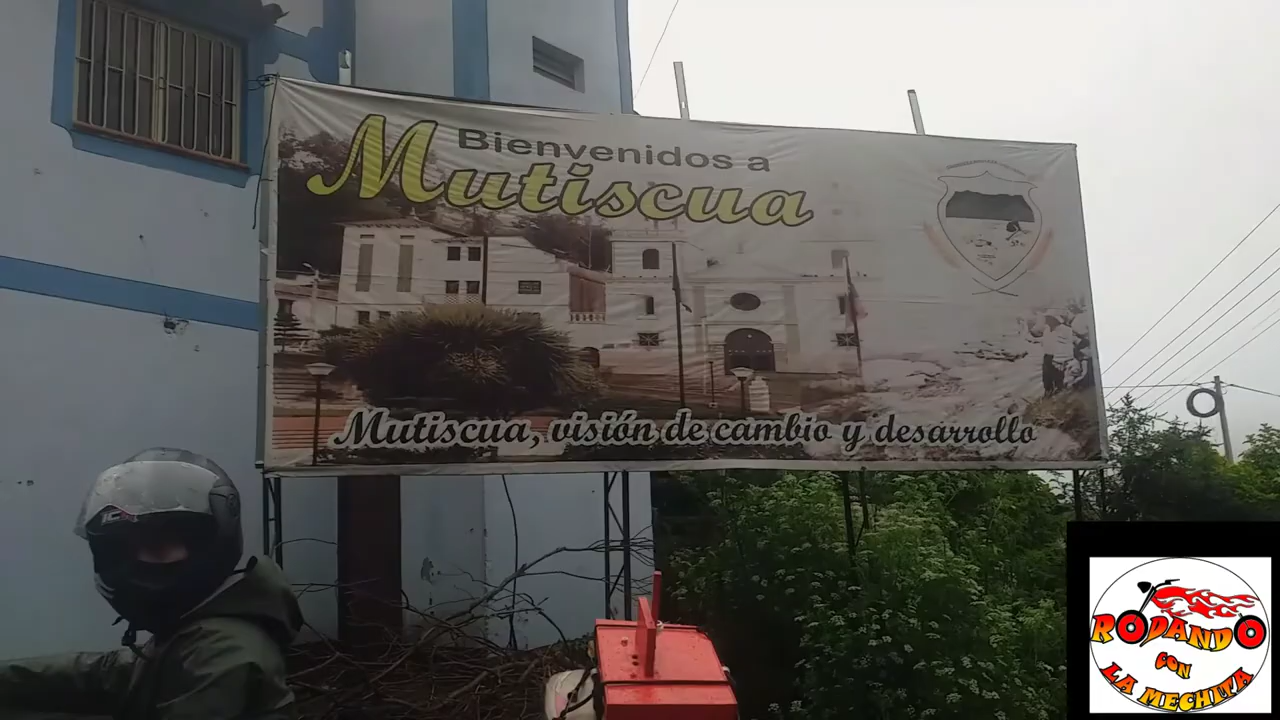 Bienvenidos a
Mutiscua
Mutiscua, visión de cambio y desarrollo
RODANDO
CON
LA MECHITA